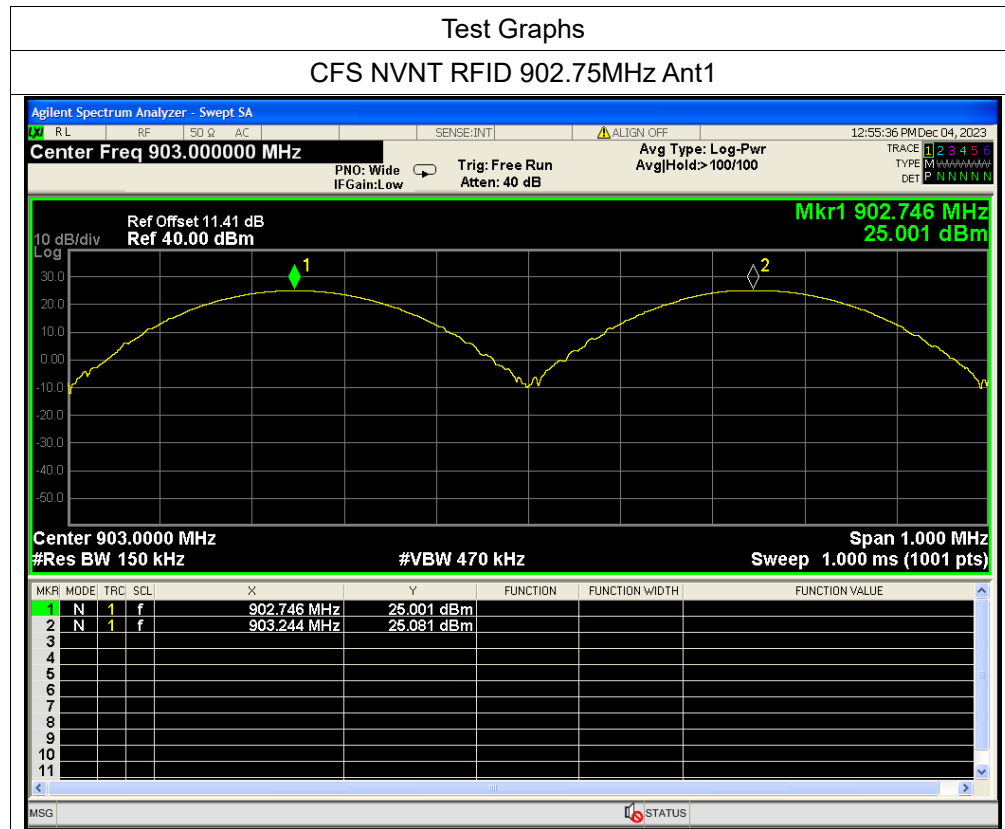 Test Graphs
CFS NVNT RFID 902.75MHz Ant1
Agilent Spectrum Analyzer - Swept SA
LXI RL RF 50 Ω AC SENSE:INT ALIGN OFF 12:55:36 PM Dec 04, 2023
Center Freq 903.000000 MHz Avg Type: Log-Pwr TRACE 1 2 3 4 5 6
PNO: Wide Trig: Free Run Avg|Hold:>100/100 TYPE M WWWWW
IFGain:Low Atten: 40 dB DET P N N N N N
Mkr1 902.746 MHz
Ref Offset 11.41 dB
10 dB/div Ref 40.00 dBm 25.001 dBm
Log
1 2
30.0
20.0
10.0
0.00
-10.0
-20.0
-30.0
-40.0
-50.0
Center 903.0000 MHz Span 1.000 MHz
#Res BW 150 kHz #VBW 470 kHz Sweep 1.000 ms (1001 pts)
MKR MODE TRC SCL X Y FUNCTION FUNCTION WIDTH FUNCTION VALUE
1 N 1 f 902.746 MHz 25.001 dBm
2 N 1 f 903.244 MHz 25.081 dBm
3
4
5
6
7
8
9
10
11
MSG STATUS